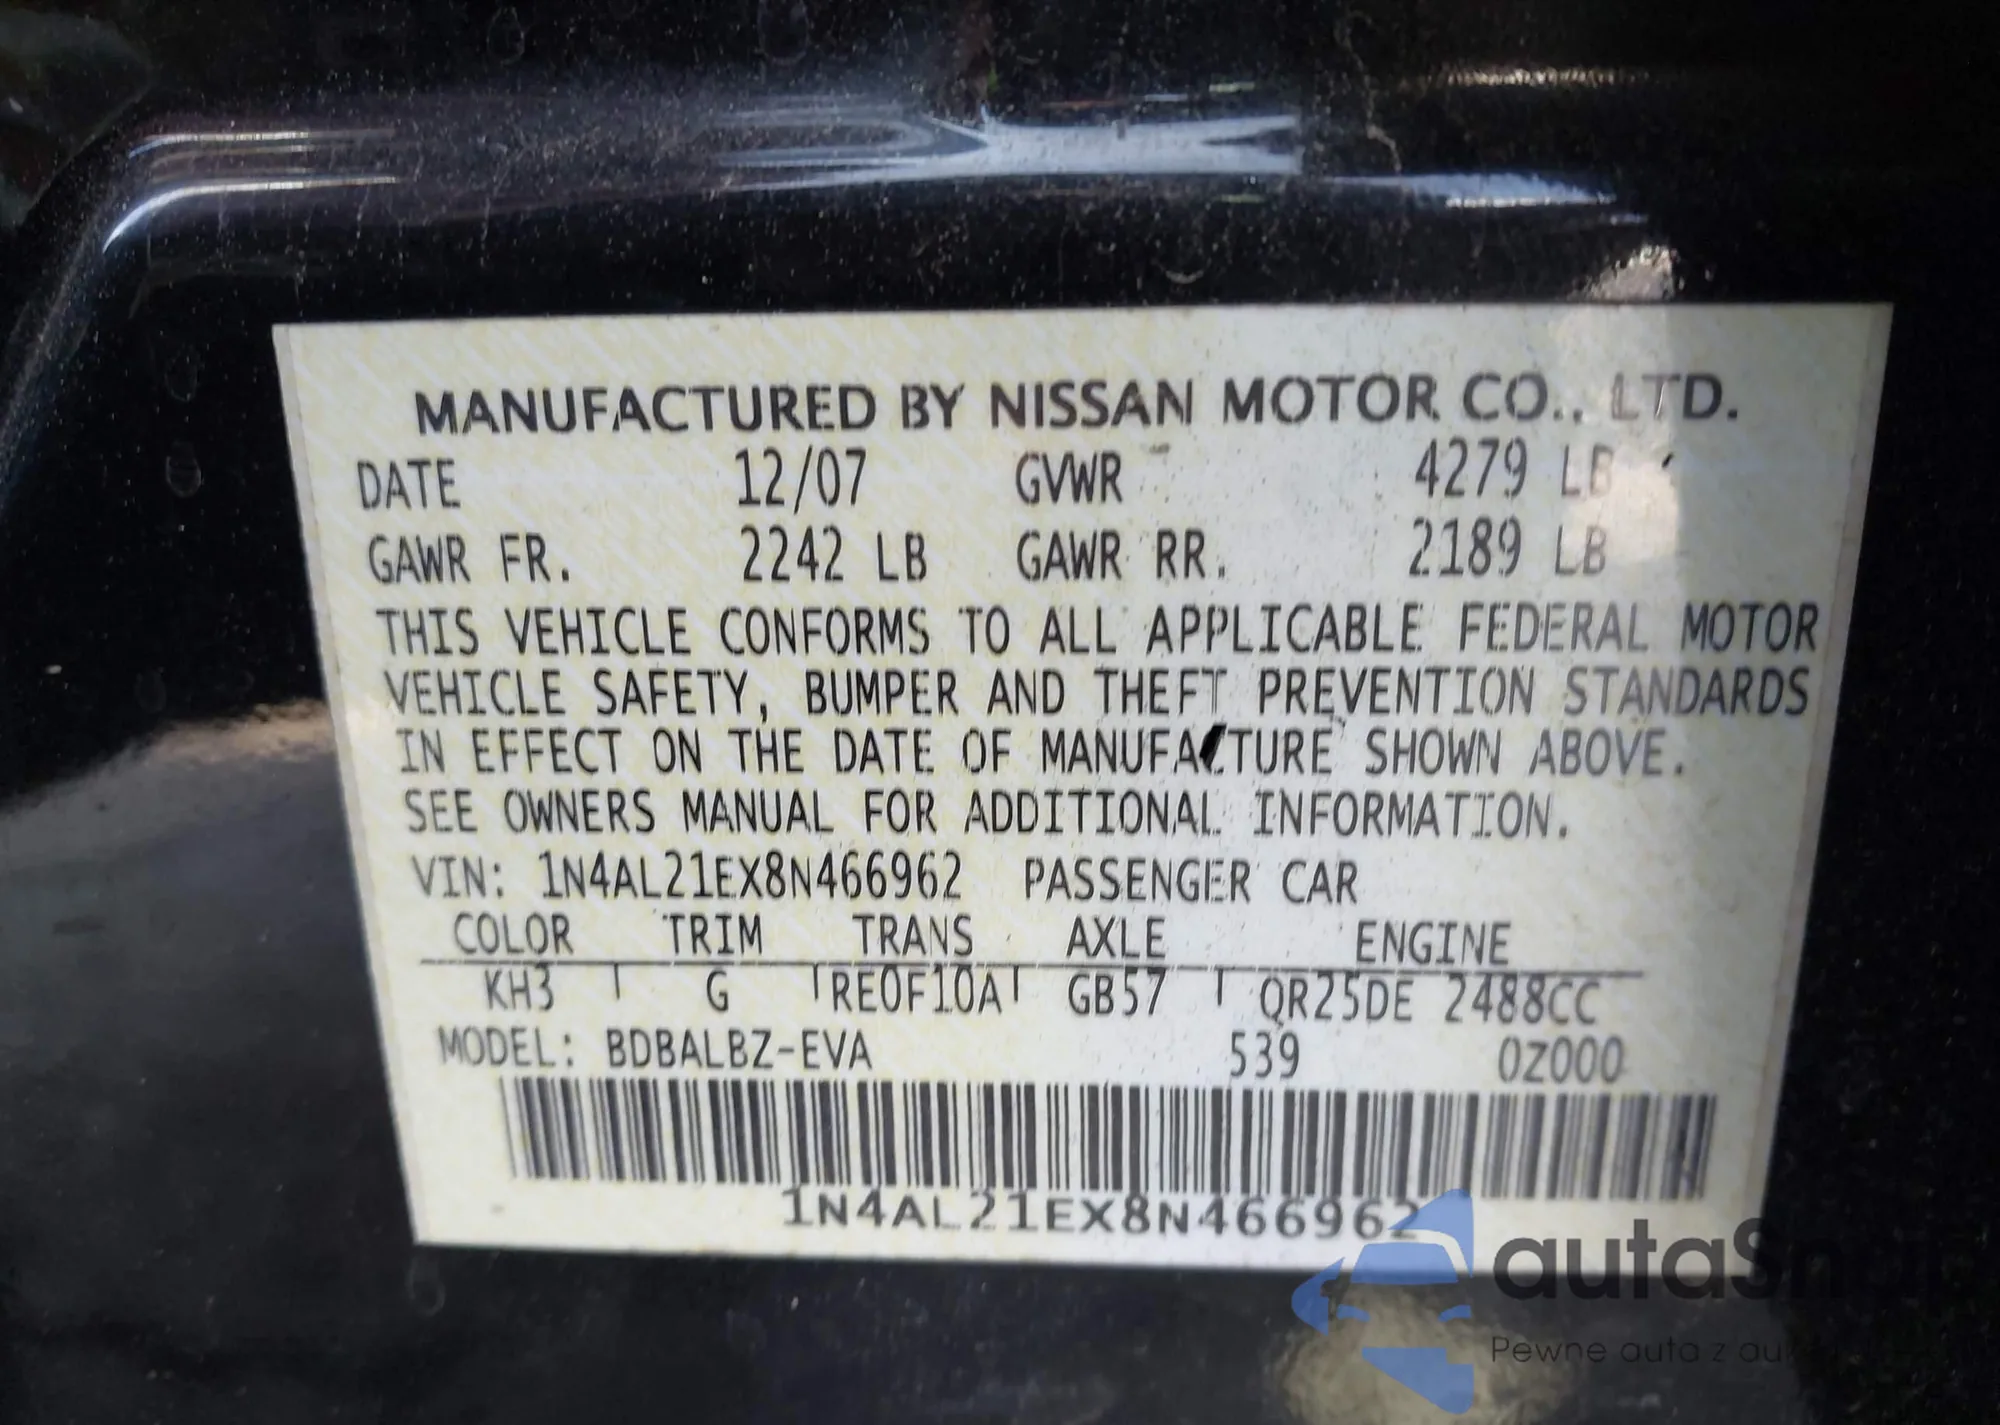 MANUFACTURED BY NISSAN MOTOR CO., LTD.
DATE 12/07 GVWR 4279 LB
GAWR FR. 2242 LB GAWR RR. 2189 LB
THIS VEHICLE CONFORMS TO ALL APPLICABLE FEDERAL MOTOR
VEHICLE SAFETY, BUMPER AND THEFT PREVENTION STANDARDS
IN EFFECT ON THE DATE OF MANUFACTURE SHOWN ABOVE.
SEE OWNERS MANUAL FOR ADDITIONAL INFORMATION.
VIN: 1N4AL21EX8N466962 PASSENGER CAR
COLOR TRIM TRANS AXLE ENGINE
KH3 G RE0F10A GB57 QR25DE 2488CC
MODEL: BDBALBZ-EVA 539 0Z000
1N4AL21EX8N466962
Pewne auta z